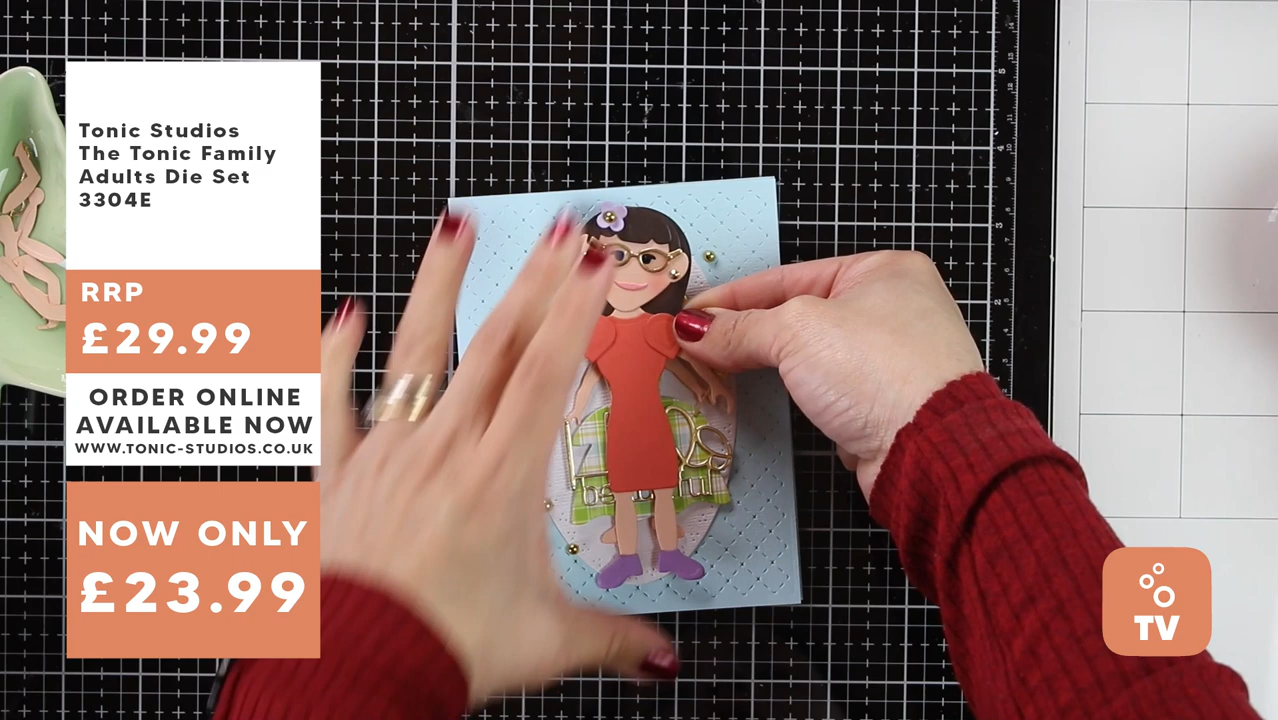 Tonic Studios
The Tonic Family
Adults Die Set
3304E
RRP
£29.99
ORDER ONLINE
AVAILABLE NOW
WWW.TONIC-STUDIOS.CO.UK
NOW ONLY
£23.99
TV